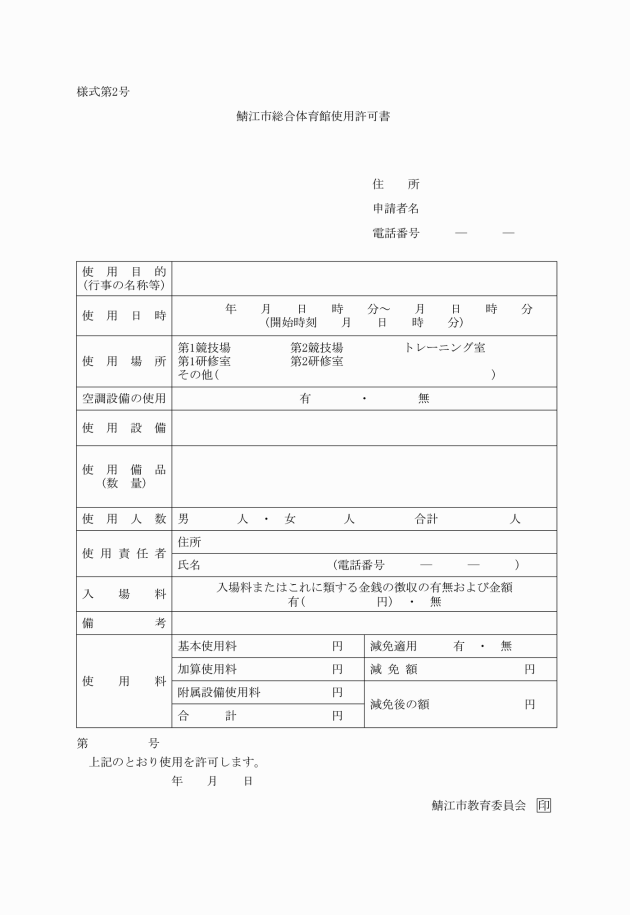 様式第2号
鯖江市総合体育館使用許可書
住　　所
申請者名
電話番号　　　―　　　―
使用目的
(行事の名称等)
使用日時
年　　月　　日　　時　　分～　　月　　日　　時　　分
(開始時刻　　月　　日　　時　　分)
使用場所
第1競技場　　　　　第2競技場　　　　　トレーニング室
第1研修室　　　　　第2研修室
その他(　　　　　　　　　　　　　　　　　　　　　　　)
空調設備の使用
有　　　　・　　　　無
使用設備
使用備品
(数　量)
使用人数
男　　　　人　・　女　　　　人　　　　　合計　　　　　　人
使用責任者
住所
氏名　　　　　　　　　　　(電話番号　　　―　　　―　　　)
入場料
入場料またはこれに類する金銭の徴収の有無および金額
有(　　　　　　円)　・　無
備考
使用料
基本使用料　　　　　　　　円
減免適用　　　有　・　無
加算使用料　　　　　　　　円
減免額　　　　　　　　　円
附属設備使用料　　　　　　円
減免後の額　　　　　　　　円
合　　　計　　　　　　　　円
第　　　　　号
上記のとおり使用を許可します。
年　　月　　日
鯖江市教育委員会　印